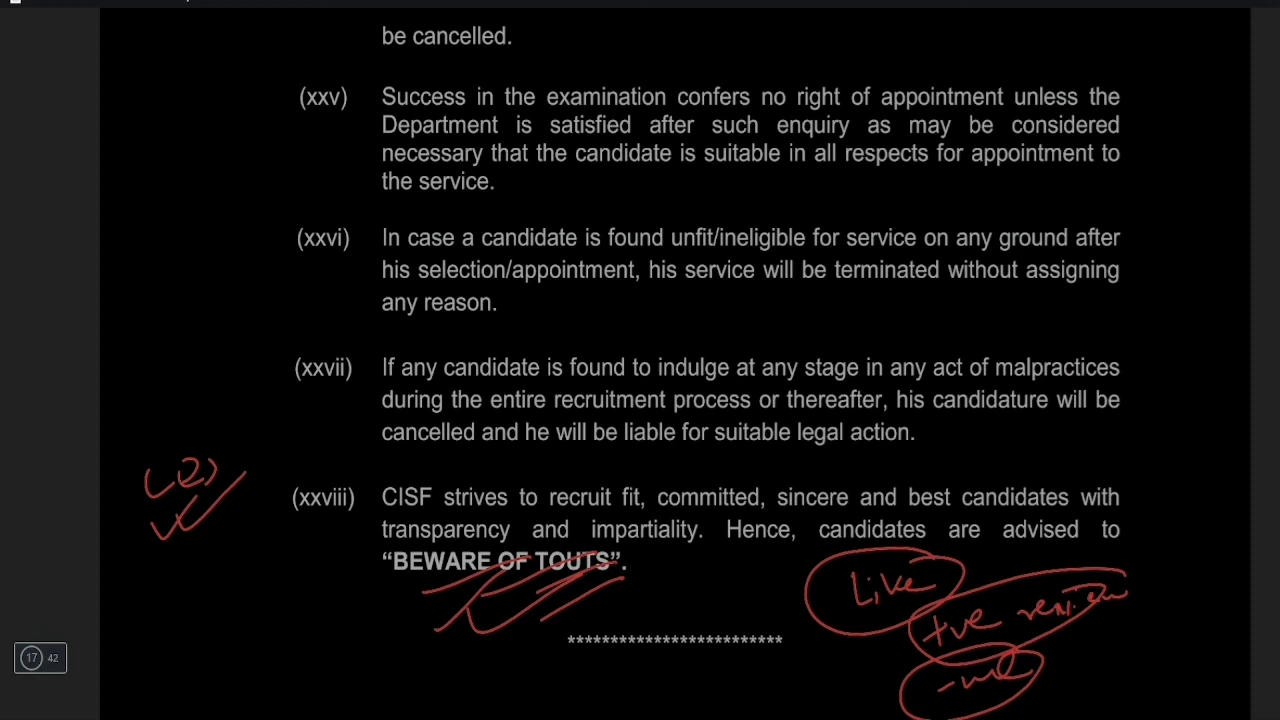 be cancelled.
(xxv) Success in the examination confers no right of appointment unless the
Department is satisfied after such enquiry as may be considered
necessary that the candidate is suitable in all respects for appointment to
the service.
(xxvi) In case a candidate is found unfit/ineligible for service on any ground after
his selection/appointment, his service will be terminated without assigning
any reason.
(xxvii) If any candidate is found to indulge at any stage in any act of malpractices
during the entire recruitment process or thereafter, his candidature will be
cancelled and he will be liable for suitable legal action.
(xxviii) CISF strives to recruit fit, committed, sincere and best candidates with
transparency and impartiality. Hence, candidates are advised to
“BEWARE OF TOUTS”.
Like
+ve
*************************
-ve
17 42